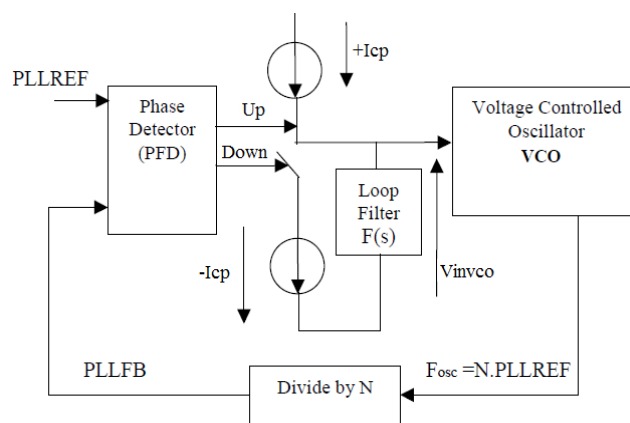 +Icp
PLLREF
Phase
Detector
(PFD)
Up
Down
Voltage Controlled
Oscillator
VCO
Loop
Filter
F(s)
-Icp
Vinvco
PLLFB
Divide by N
Fosc =N.PLLREF